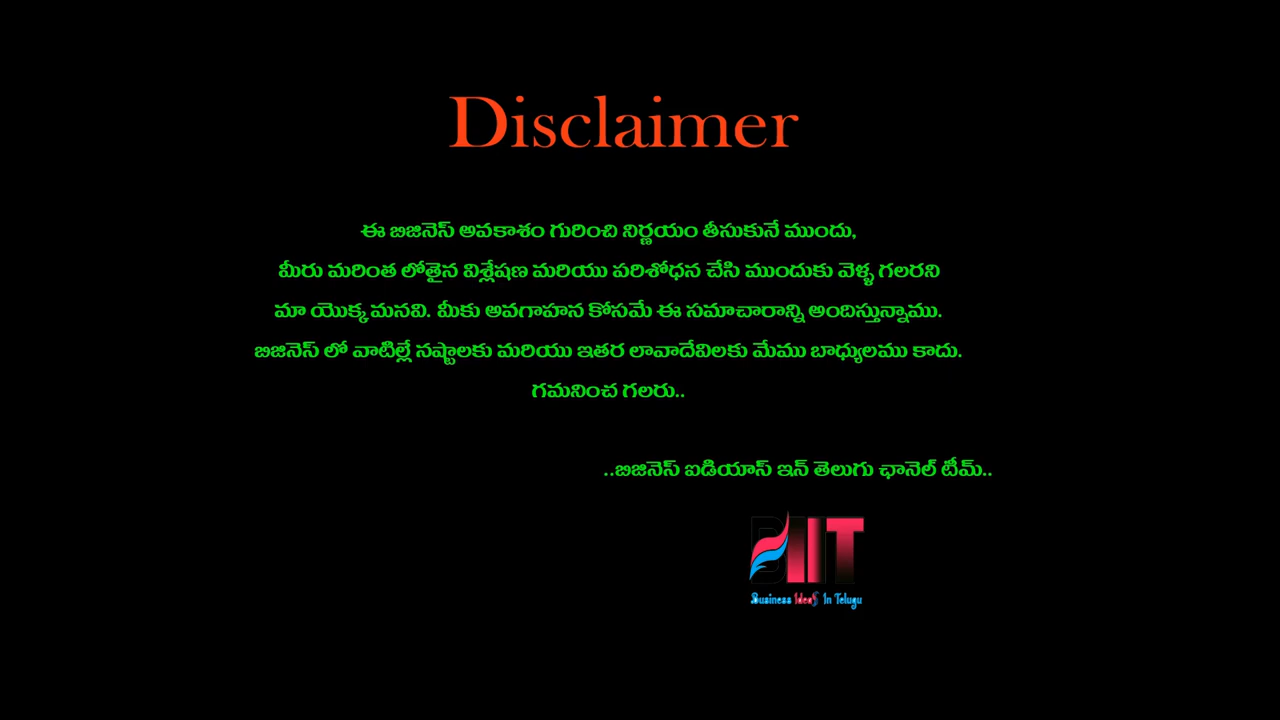 Disclaimer
ఈ బిజినెస్ అవకాశం గురించి నిర్ణయం తీసుకునే ముందు,
మీరు మరింత లోతైన విశ్లేషణ మరియు పరిశోధన చేసి ముందుకు వెళ్ళ గలరని
మా యొక్క మనవి. మీకు అవగాహన కోసమే ఈ సమాచారాన్ని అందిస్తున్నాము.
బిజినెస్ లో వాటిల్లే నష్టాలకు మరియు ఇతర లావాదేవిలకు మేము బాధ్యులము కాదు.
గమనించ గలరు..
..బిజినెస్ ఐడియాస్ ఇన్ తెలుగు ఛానెల్ టీమ్..
BIIT
Business IdeaS In Telugu